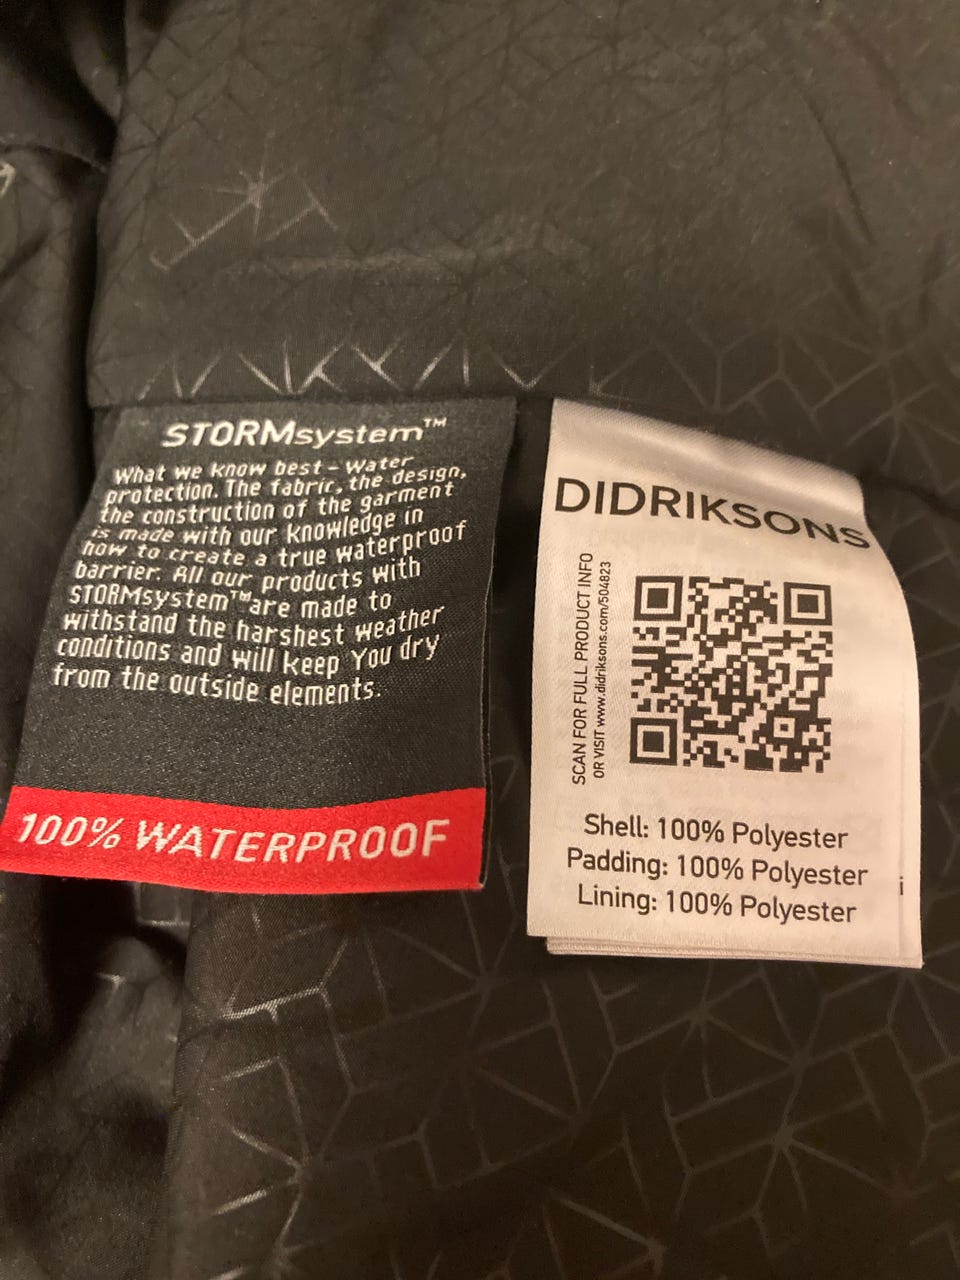 STORMsystem™
What we know best - Water
protection. The fabric, the design,
the construction of the garment
is made with our knowledge in
how to create a true waterproof
barrier. All our products with
STORMsystem™are made to
withstand the harshest weather
conditions and will keep You dry
from the outside elements.
100% WATERPROOF
DIDRIKSONS
SCAN FOR FULL PRODUCT INFO
OR VISIT www.didriksons.com/504823
Shell: 100% Polyester
Padding: 100% Polyester
Lining: 100% Polyester
i